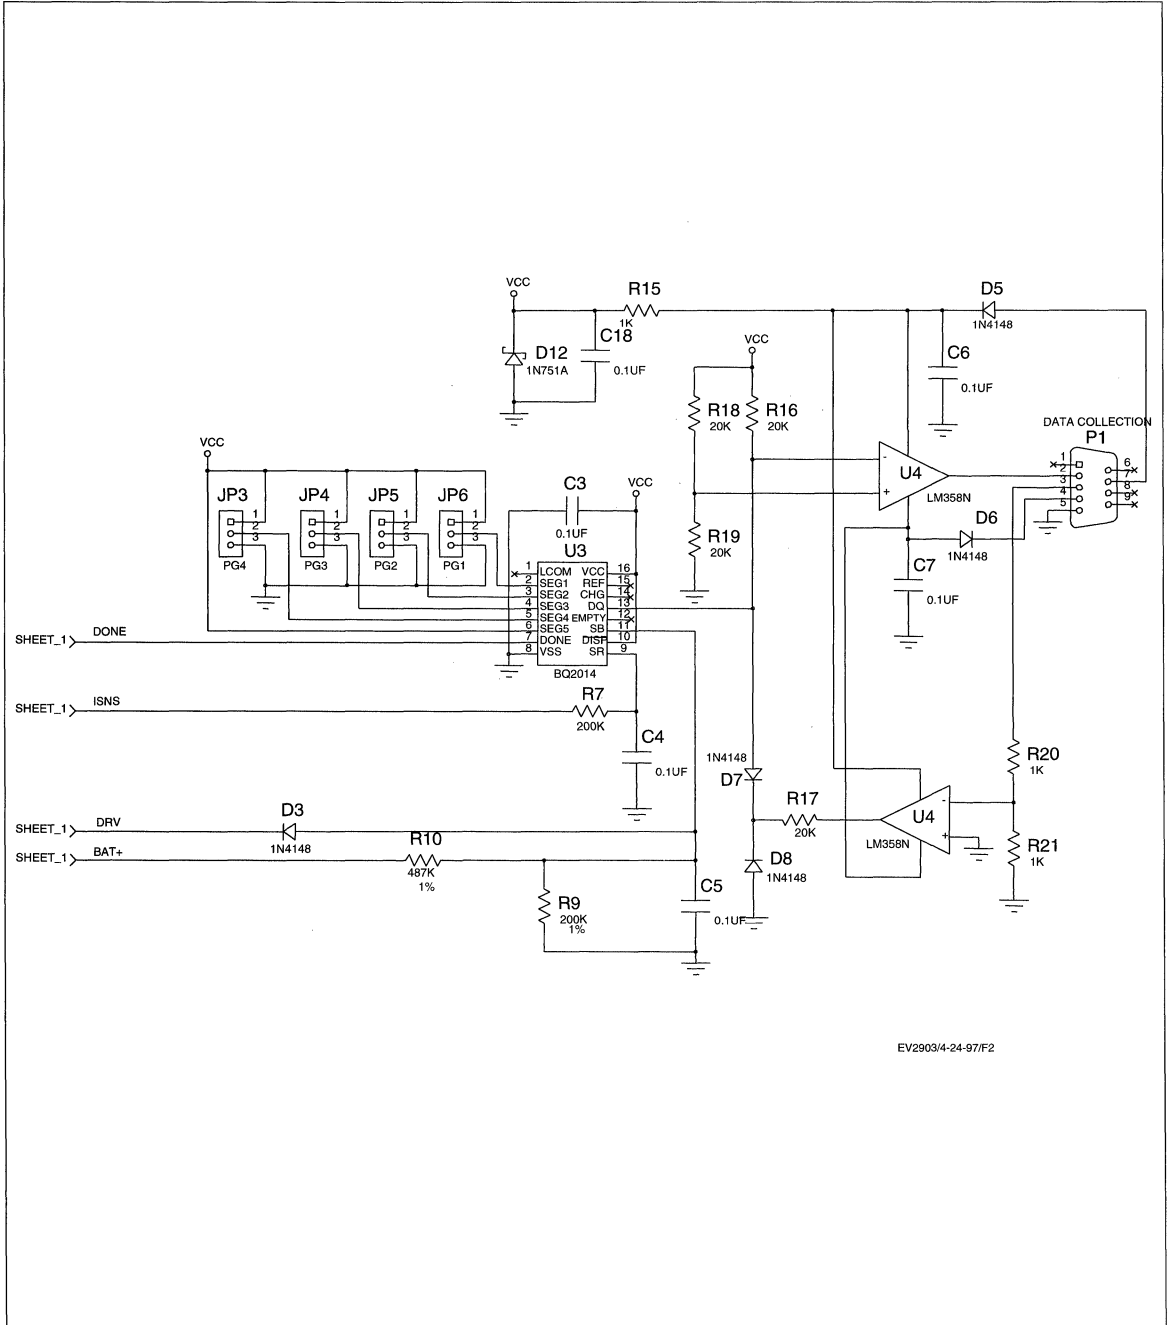 VCC
R15
1K
C18
0.1UF
D12
1N751A
D5
1N4148
C6
0.1UF
VCC
R18
20K
R16
20K
R19
20K
DATA COLLECTION
P1
1
2
3
4
5
6
7
8
9
-
+
U4
LM358N
D6
1N4148
C7
0.1UF
VCC
JP3
1
2
3
PG4
JP4
1
2
3
PG3
JP5
1
2
3
PG2
JP6
1
2
3
PG1
C3
0.1UF
VCC
U3
1 LCOM VCC 16
2 SEG1 REF 15
3 SEG2 CHG 14
4 SEG3 DQ 13
5 SEG4 EMPTY 12
6 SEG5 SB 11
7 DONE DISP 10
8 VSS SR 9
BQ2014
SHEET_1 DONE
SHEET_1 ISNS
R7
200K
C4
0.1UF
SHEET_1 DRV
D3
1N4148
SHEET_1 BAT+
R10
487K
1%
R9
200K
1%
C5
0.1UF
1N4148
D7
R17
20K
D8
1N4148
U4
-
+
LM358N
R20
1K
R21
1K
EV2903/4-24-97/F2